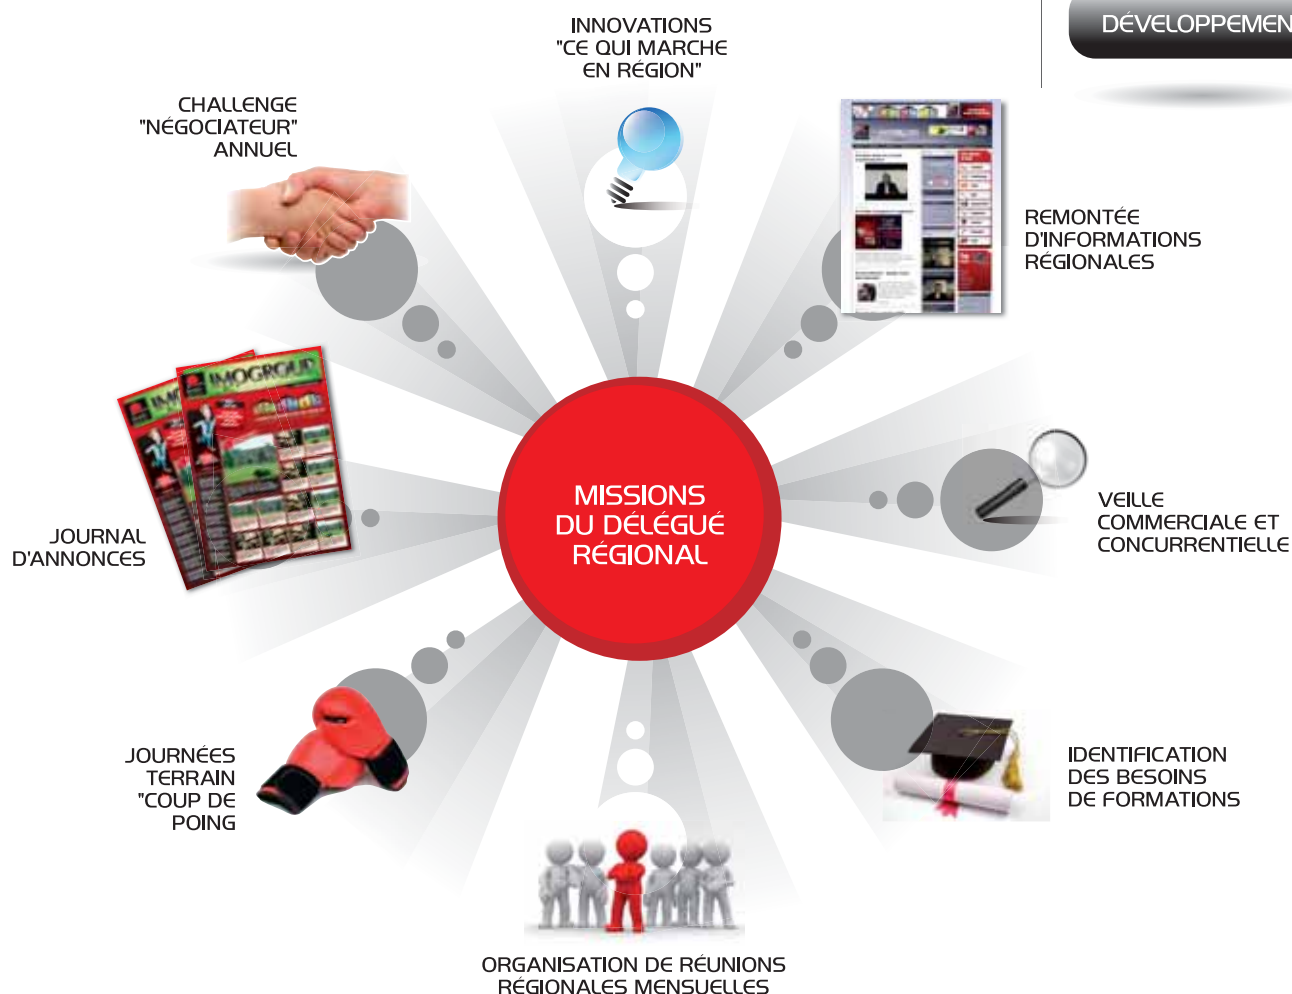 DÉVELOPPEMEN
INNOVATIONS
"CE QUI MARCHE
EN RÉGION"
CHALLENGE
"NÉGOCIATEUR"
ANNUEL
REMONTÉE
D'INFORMATIONS
RÉGIONALES
IMOGROUP
MISSIONS
DU DÉLÉGUÉ
RÉGIONAL
VEILLE
COMMERCIALE ET
CONCURRENTIELLE
JOURNAL
D'ANNONCES
JOURNÉES
TERRAIN
"COUP DE
POING
IDENTIFICATION
DES BESOINS
DE FORMATIONS
ORGANISATION DE RÉUNIONS
RÉGIONALES MENSUELLES